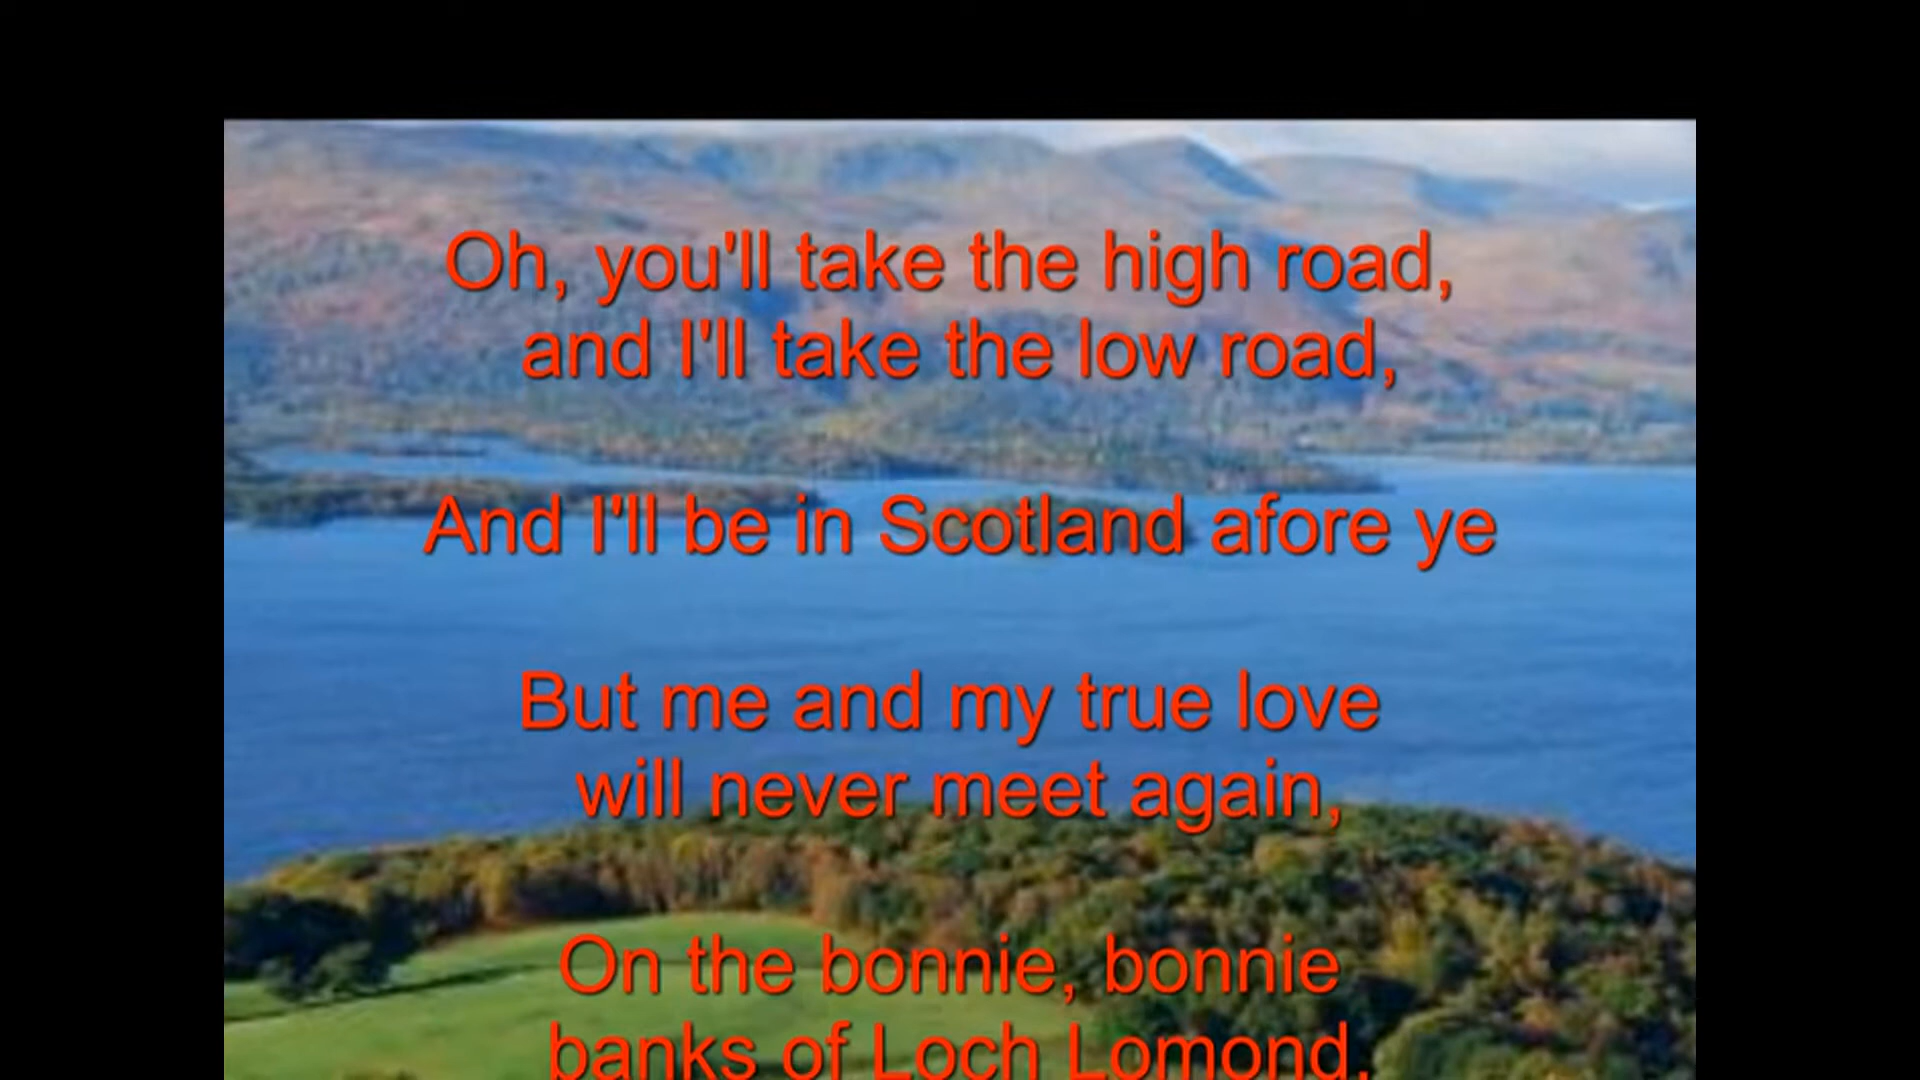 Oh, you'll take the high road,
and I'll take the low road,
And I'll be in Scotland afore ye
But me and my true love
will never meet again,
On the bonnie, bonnie
banks of Loch Lomond.